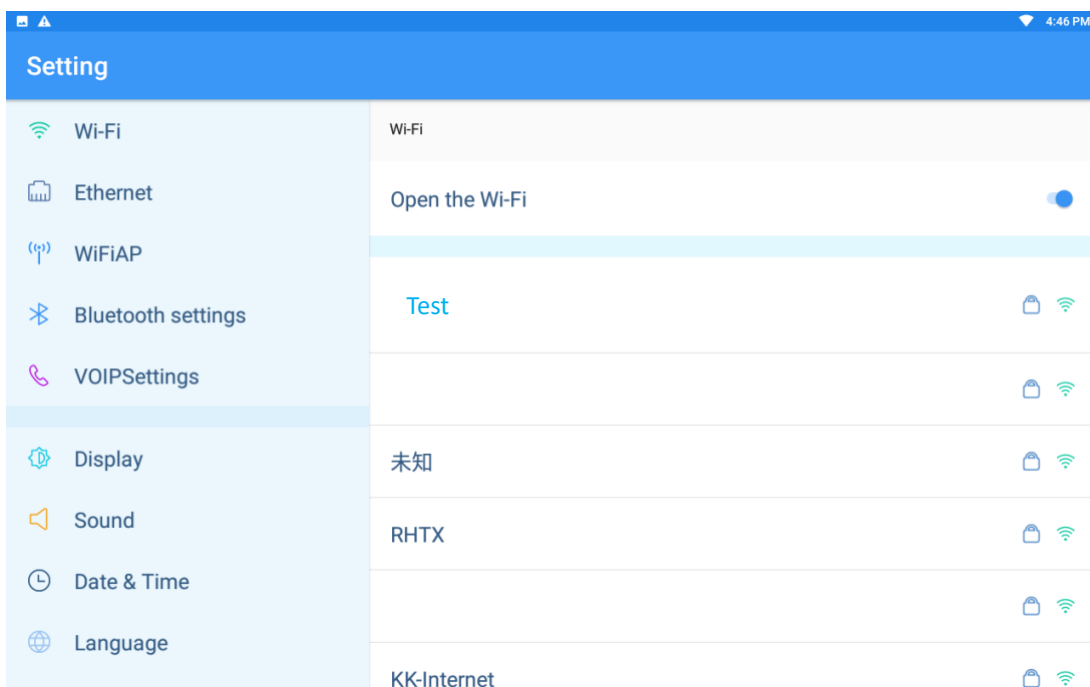 4:46 PM
Setting
Wi-Fi
Ethernet
WiFiAP
Bluetooth settings
VOIPSettings
Display
Sound
Date & Time
Language
Wi-Fi
Open the Wi-Fi
Test
未知
RHTX
KK-Internet